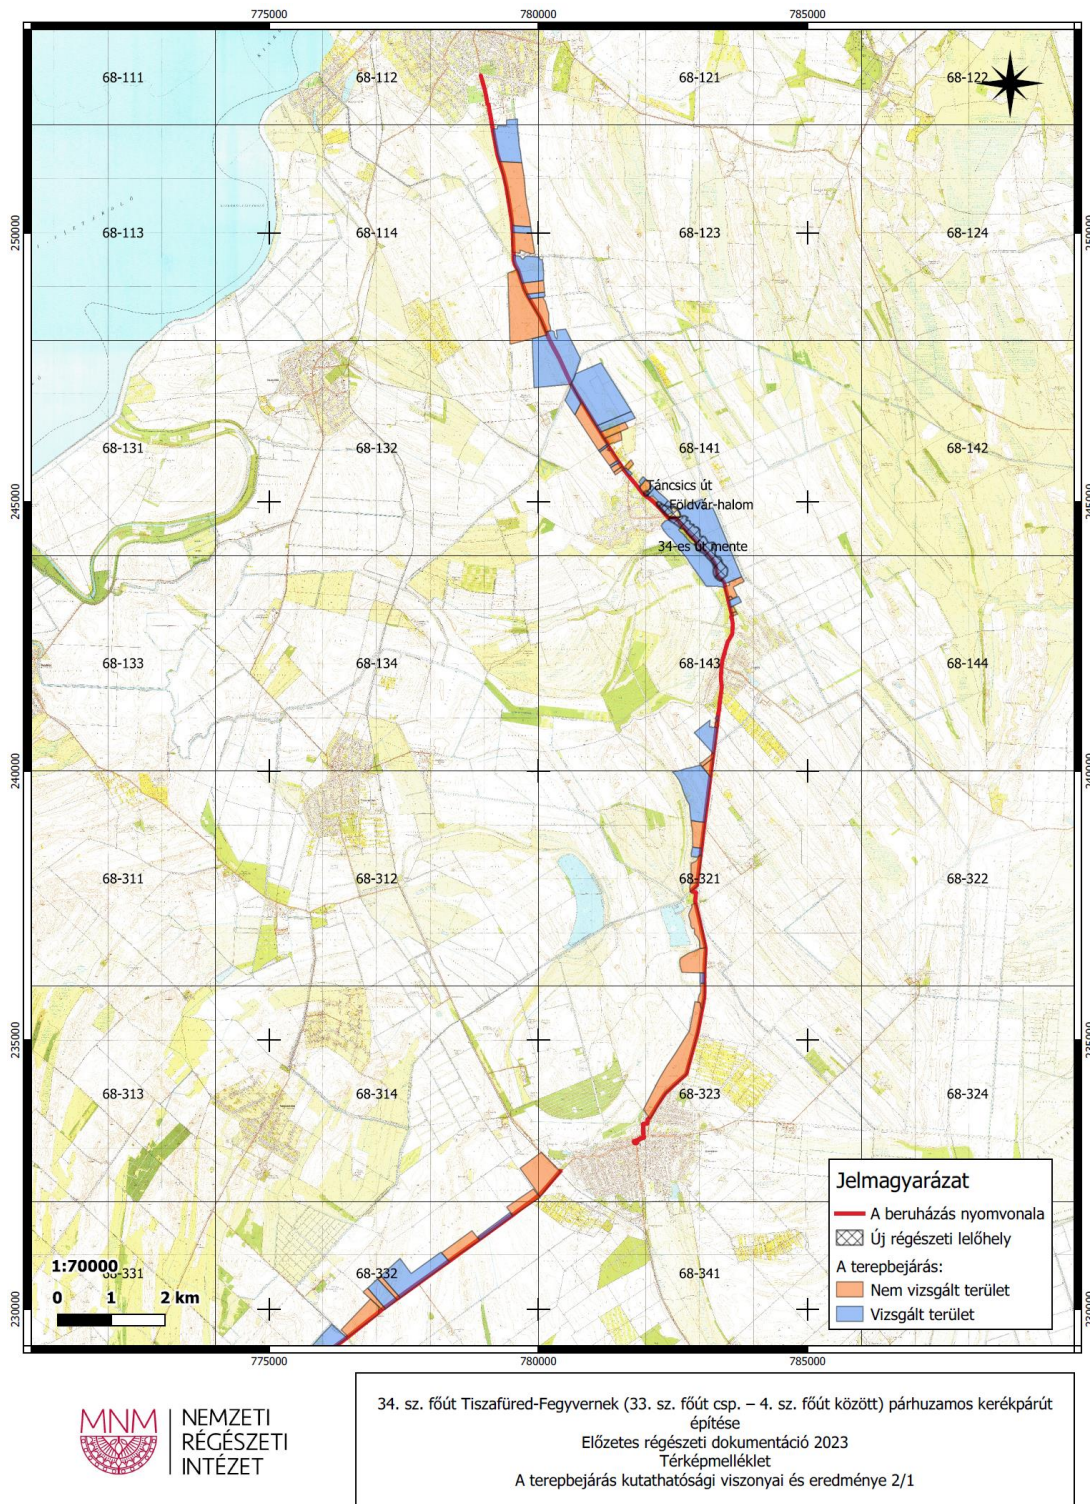 775000 780000 785000
68-111 68-112 68-121 68-122
250000 250000
68-113 68-114 68-123 68-124
68-131 68-132 68-141 68-142
Táncsics út
245000 245000
Földvár-halom
34-es út mente
68-133 68-134 68-143 68-144
240000 240000
68-311 68-312 68-321 68-322
235000 235000
68-313 68-314 68-323 68-324
Jelmagyarázat
A beruházás nyomvonala
Új régészeti lelőhely
A terepbejárás:
Nem vizsgált terület
Vizsgált terület
1:70000
68-331 68-332 68-341
0 1 2 km
230000 230000
775000 780000 785000
MNM
NEMZETI
RÉGÉSZETI
INTÉZET
34. sz. főút Tiszafüred-Fegyvernek (33. sz. főút csp. – 4. sz. főút között) párhuzamos kerékpárút
építése
Előzetes régészeti dokumentáció 2023
Térképmelléklet
A terepbejárás kutathatósági viszonyai és eredménye 2/1